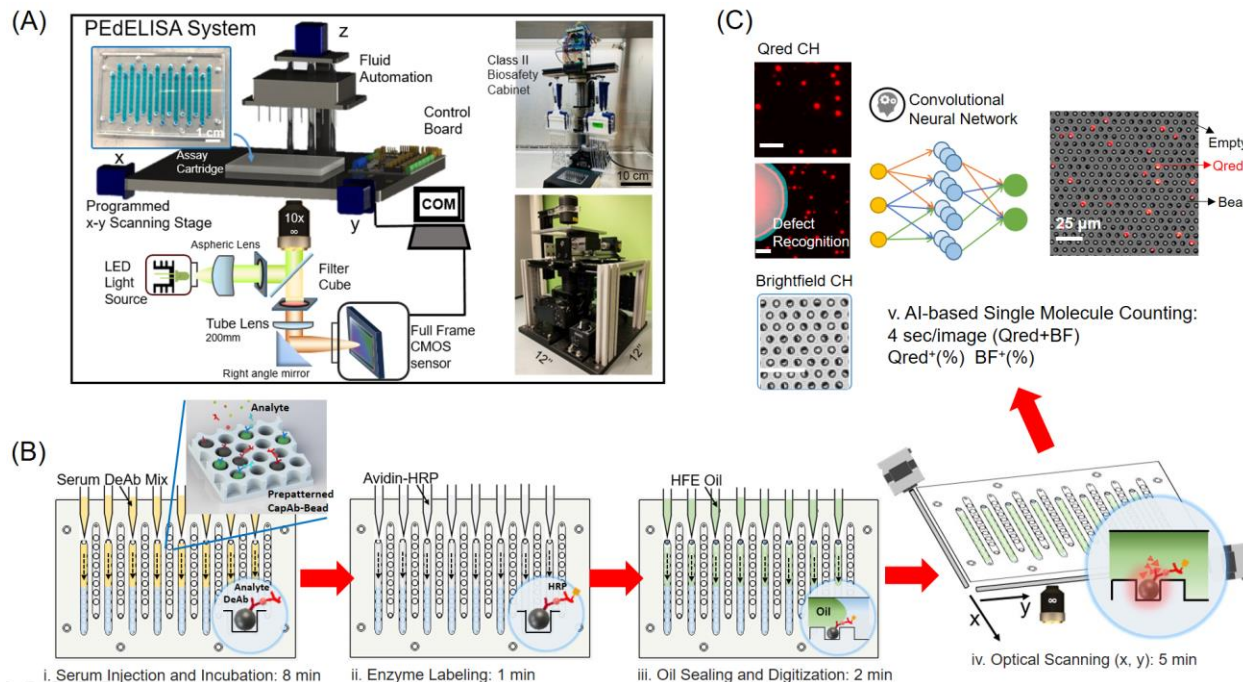 (A)
PEdELISA System
z
Fluid
Automation
Control
Board
1 cm
x
Assay
Cartridge
y
Programmed
x-y Scanning Stage
10x
∞
COM
Aspheric Lens
LED
Light
Source
Filter
Cube
Tube Lens
200mm
Full Frame
CMOS
sensor
Right angle mirror
Class II
Biosafety
Cabinet
10 cm
12"
12"
(C)
Qred CH
Convolutional
Neural Network
Defect
Recognition
Brightfield CH
Empty
Qred
Bea
25 μm
v. AI-based Single Molecule Counting:
4 sec/image (Qred+BF)
Qred⁺(%) BF⁺(%)
(B)
Analyte
Prepatterned
CapAb-Bead
Serum DeAb Mix
Analyte
DeAb
i. Serum Injection and Incubation: 8 min
Avidin-HRP
HRP
ii. Enzyme Labeling: 1 min
HFE Oil
Oil
iii. Oil Sealing and Digitization: 2 min
y
x
∞
iv. Optical Scanning (x, y): 5 min